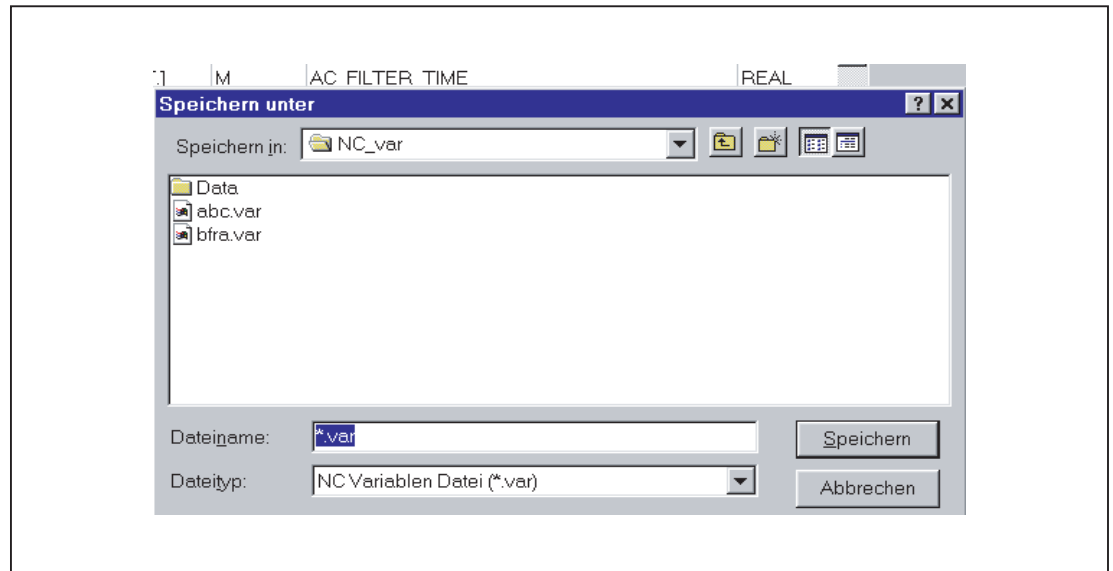 M AC FILTER TIME REAL
Speichern unter
Speichern in: NC_var
Data
abc.var
bfra.var
Dateiname: *.var Speichern
Dateityp: NC Variablen Datei (*.var) Abbrechen